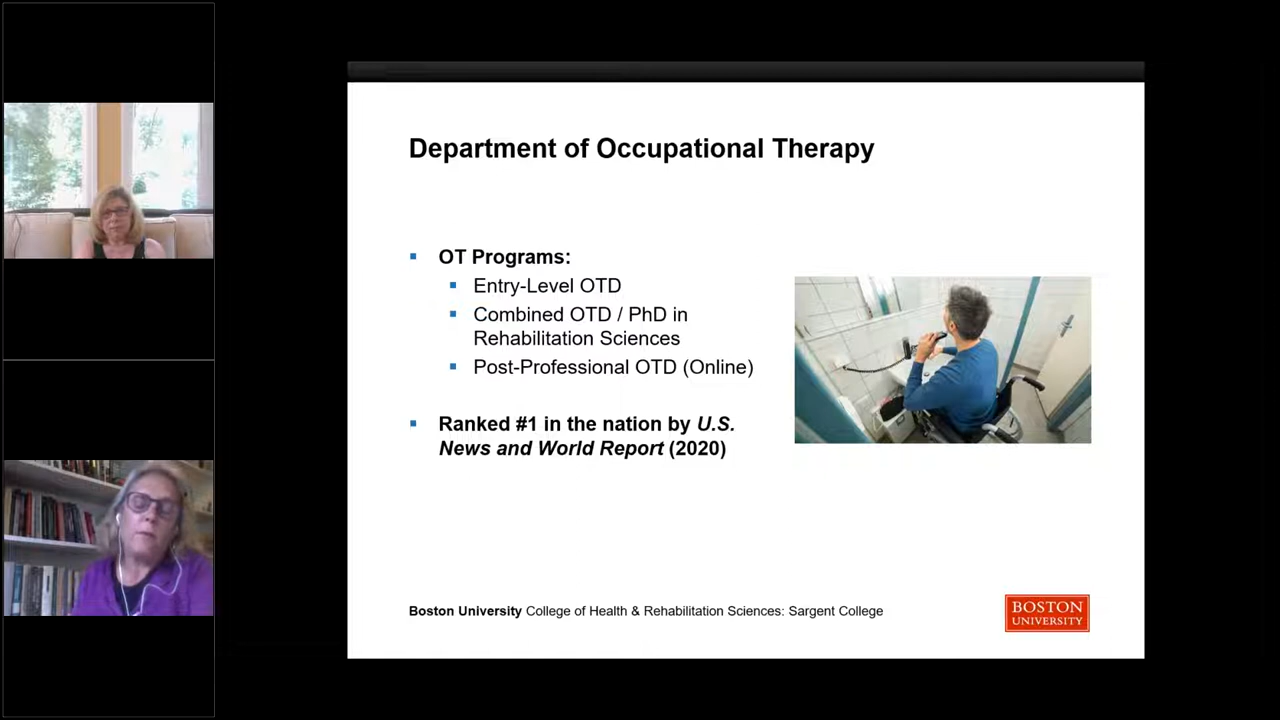 Department of Occupational Therapy
OT Programs:
Entry-Level OTD
Combined OTD / PhD in
Rehabilitation Sciences
Post-Professional OTD (Online)
Ranked #1 in the nation by U.S.
News and World Report (2020)
Boston University College of Health & Rehabilitation Sciences: Sargent College
BOSTON
UNIVERSITY